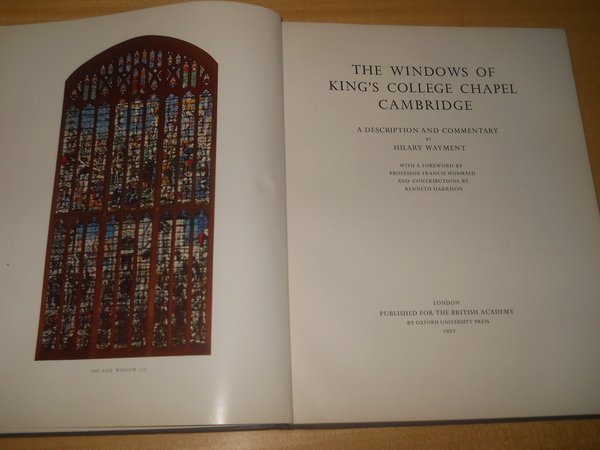 THE EAST WINDOW
THE WINDOWS OF
KING'S COLLEGE CHAPEL
CAMBRIDGE
A DESCRIPTION AND COMMENTARY
BY
HILARY WAYMENT
WITH A FOREWORD BY
PROFESSOR FRANCIS WORMALD
AND CONTRIBUTIONS BY
KENNETH HARRISON
LONDON
PUBLISHED FOR THE BRITISH ACADEMY
BY OXFORD UNIVERSITY PRESS
1972